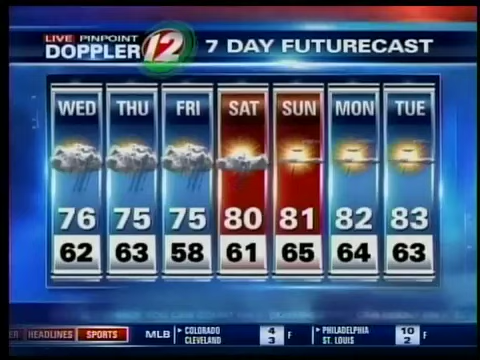 LIVE PINPOINT
DOPPLER 12
7 DAY FUTURECAST
WED THU FRI SAT SUN MON TUE
76 75 75 80 81 82 83
62 63 58 61 65 64 63
HEADLINES SPORTS MLB
COLORADO 4 F
CLEVELAND 3
PHILADELPHIA 10 F
ST. LOUIS 2